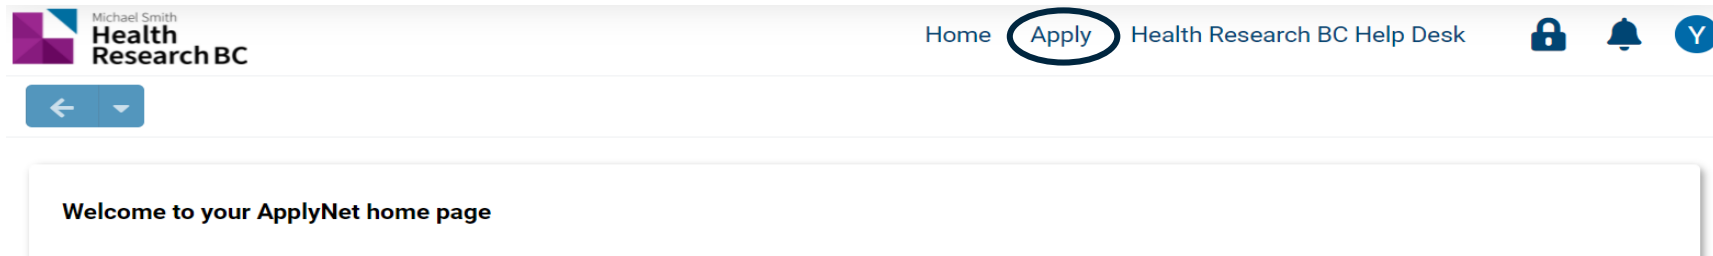 Michael Smith
Health
Research BC
Home Apply Health Research BC Help Desk Y
Welcome to your ApplyNet home page